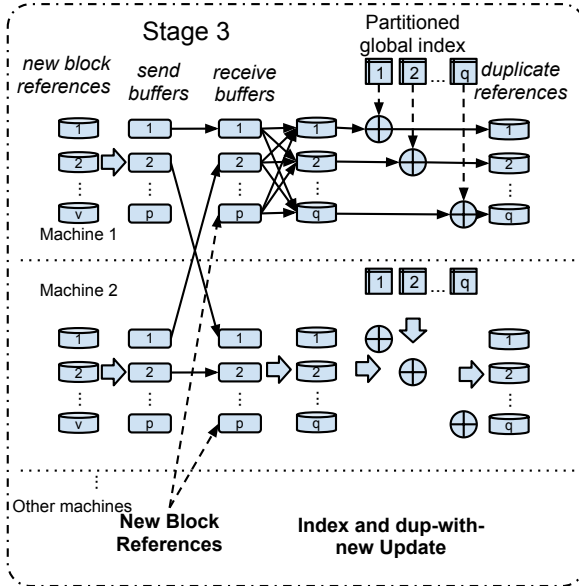 Stage 3
Partitioned
global index
new block
references
send
buffers
receive
buffers
duplicate
references
1 2 ... q
1 1 1 1 1
2 2 2 2 2
v p p q q
Machine 1
Machine 2
1 2 ... q
1 1 1 1 1
2 2 2 2 2
v p p q q
Other machines
New Block
References
Index and dup-with-
new Update